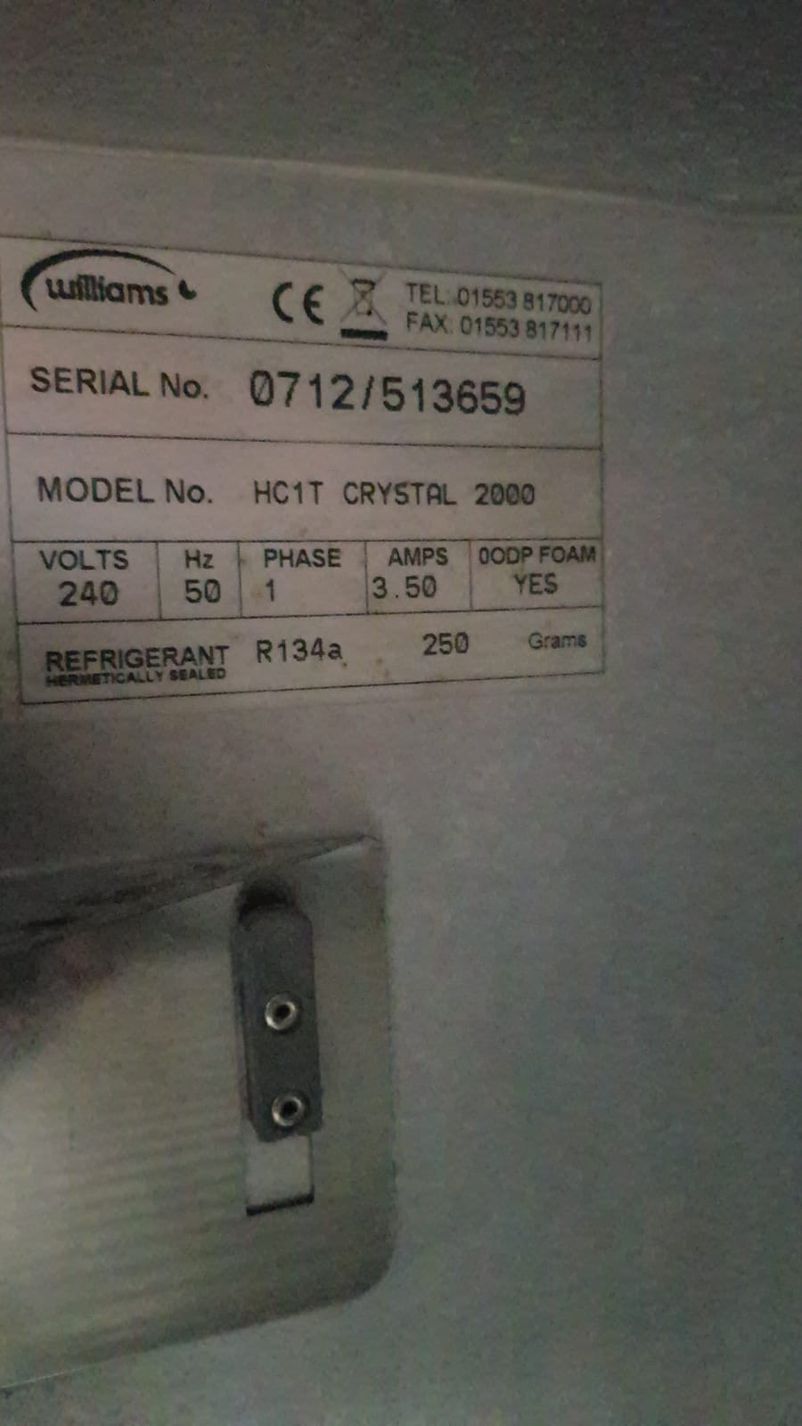 williams CE TEL: 01553 817000
FAX: 01553 817111
SERIAL No. 0712/513659
MODEL No. HC1T CRYSTAL 2000
VOLTS Hz PHASE AMPS 0ODP FOAM
240 50 1 3.50 YES
REFRIGERANT R134a 250 Grams
HERMETICALLY SEALED